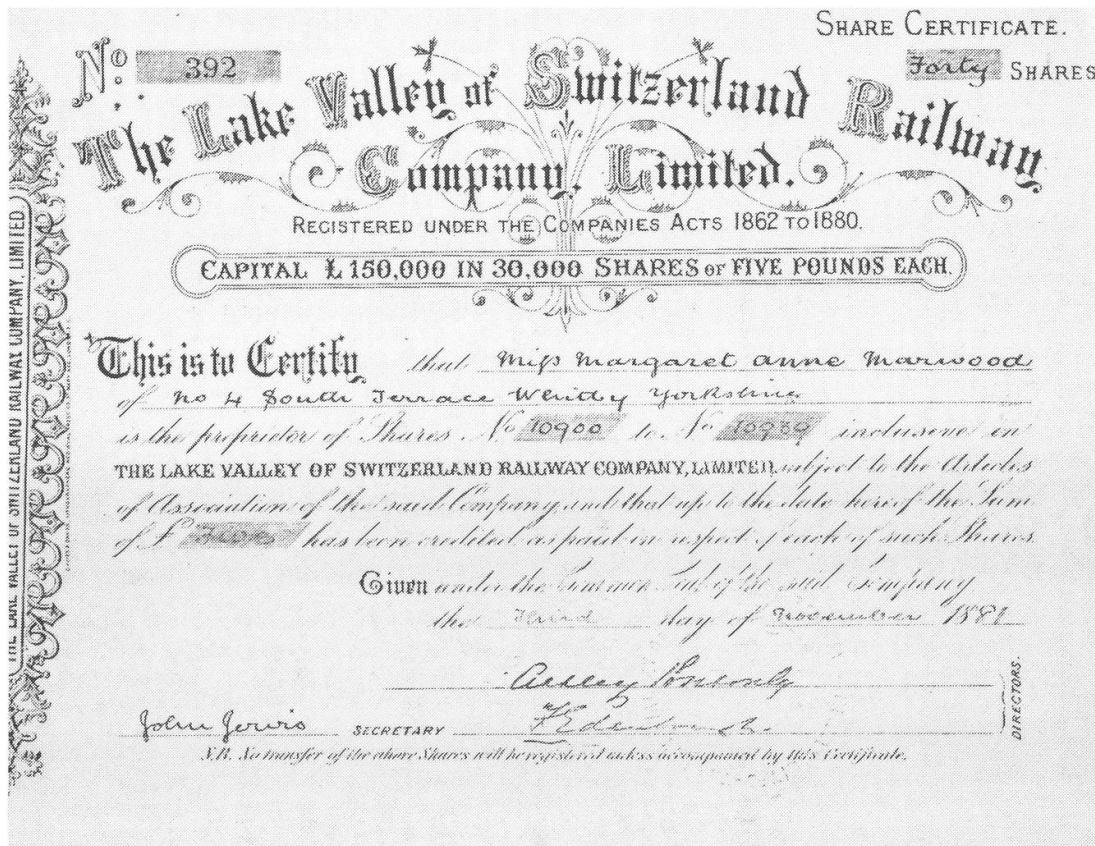 SHARE CERTIFICATE.
No. 392
Forty SHARES
The Lake Valley of Switzerland Railway
Company, Limited.
REGISTERED UNDER THE COMPANIES ACTS 1862 TO 1880.
CAPITAL £150,000 IN 30,000 SHARES OF FIVE POUNDS EACH.
This is to Certify that Miss Margaret Anne Marwood
of No 4 South Terrace Whitby Yorkshire
is the proprietor of Shares No 10900 to No 10939 inclusive in
THE LAKE VALLEY OF SWITZERLAND RAILWAY COMPANY, LIMITED, subject to the Articles
of Association of the said Company and that up to the date hereof the Sum
of £ has been credited as paid in respect of each of such Shares
Given under the Common Seal of the said Company
the Third day of November 1881
John Jervis SECRETARY
DIRECTORS.
N.B. No transfer of the above Shares will be registered unless accompanied by this Certificate.
THE LAKE VALLEY OF SWITZERLAND RAILWAY COMPANY, LIMITED